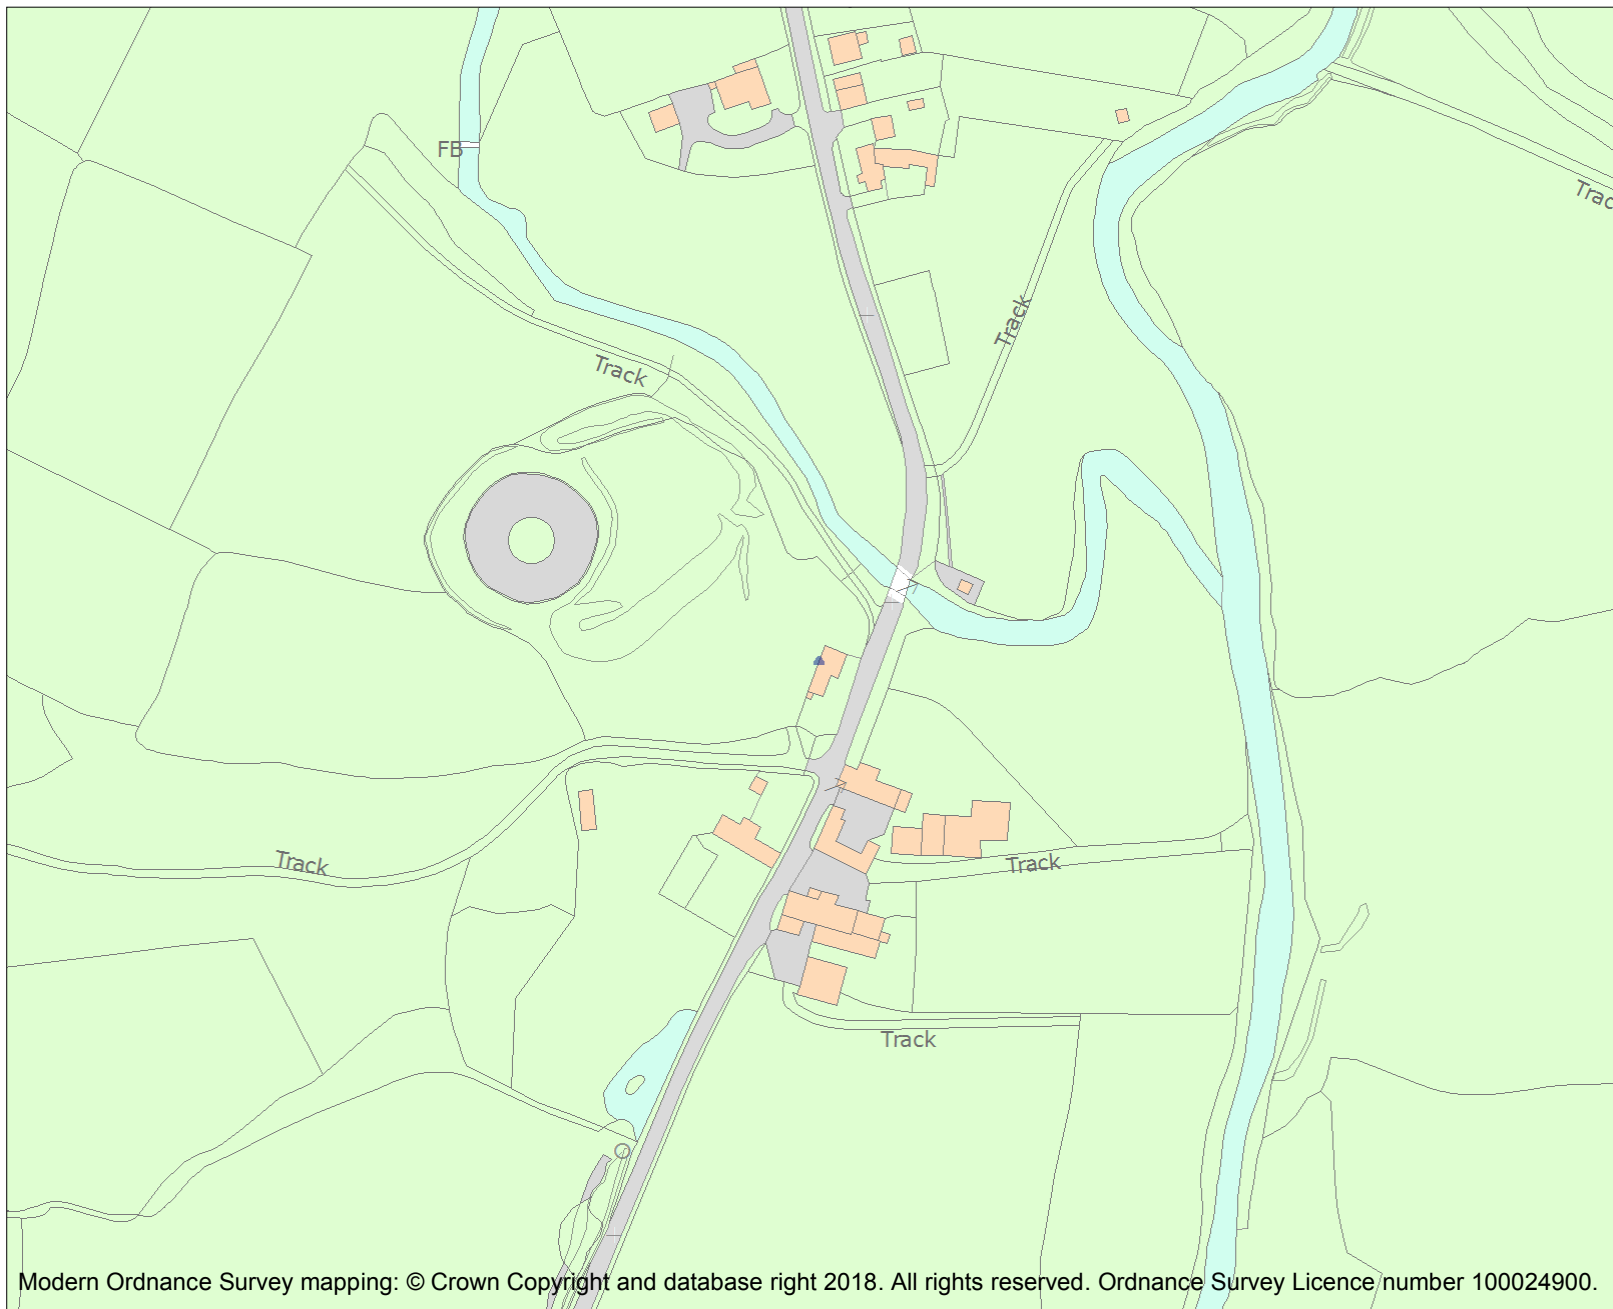 FB
Trac
Track
Track
Track
Track
Track
Modern Ordnance Survey mapping: © Crown Copyright and database right 2018. All rights reserved. Ordnance Survey Licence number 100024900.